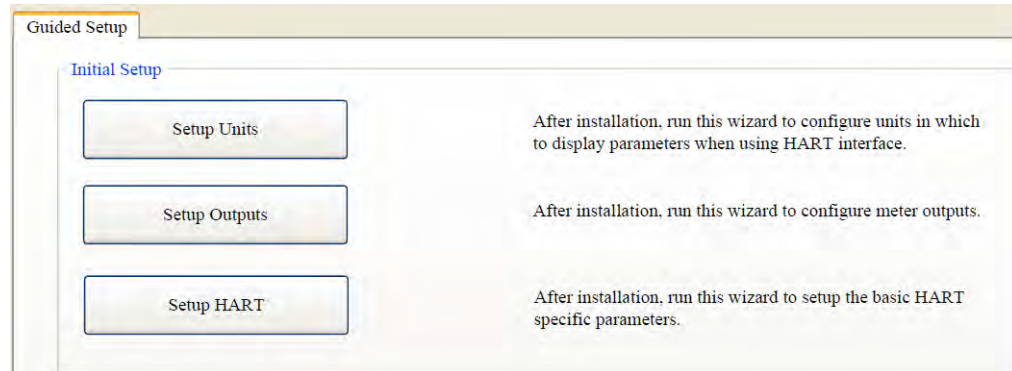 Guided Setup
Initial Setup
Setup Units
After installation, run this wizard to configure units in which
to display parameters when using HART interface.
Setup Outputs
After installation, run this wizard to configure meter outputs.
Setup HART
After installation, run this wizard to setup the basic HART
specific parameters.